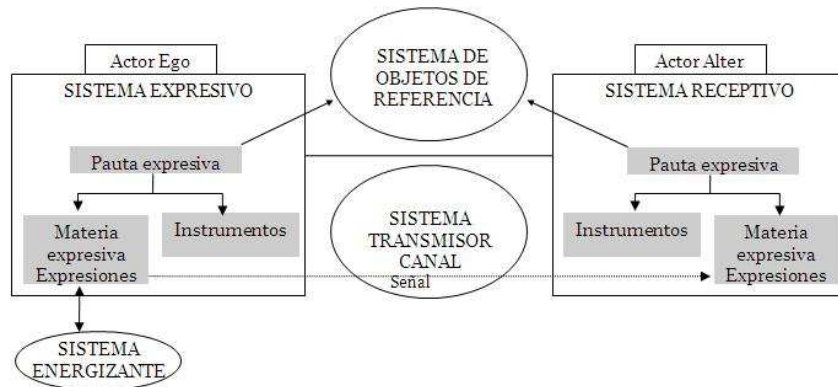 Actor Ego
SISTEMA EXPRESIVO
Pauta expresiva
Materia
expresiva
Expresiones
Instrumentos
SISTEMA
ENERGIZANTE
SISTEMA DE
OBJETOS DE
REFERENCIA
SISTEMA
TRANSMISOR
CANAL
Señal
Actor Alter
SISTEMA RECEPTIVO
Pauta expresiva
Instrumentos
Materia
expresiva
Expresiones